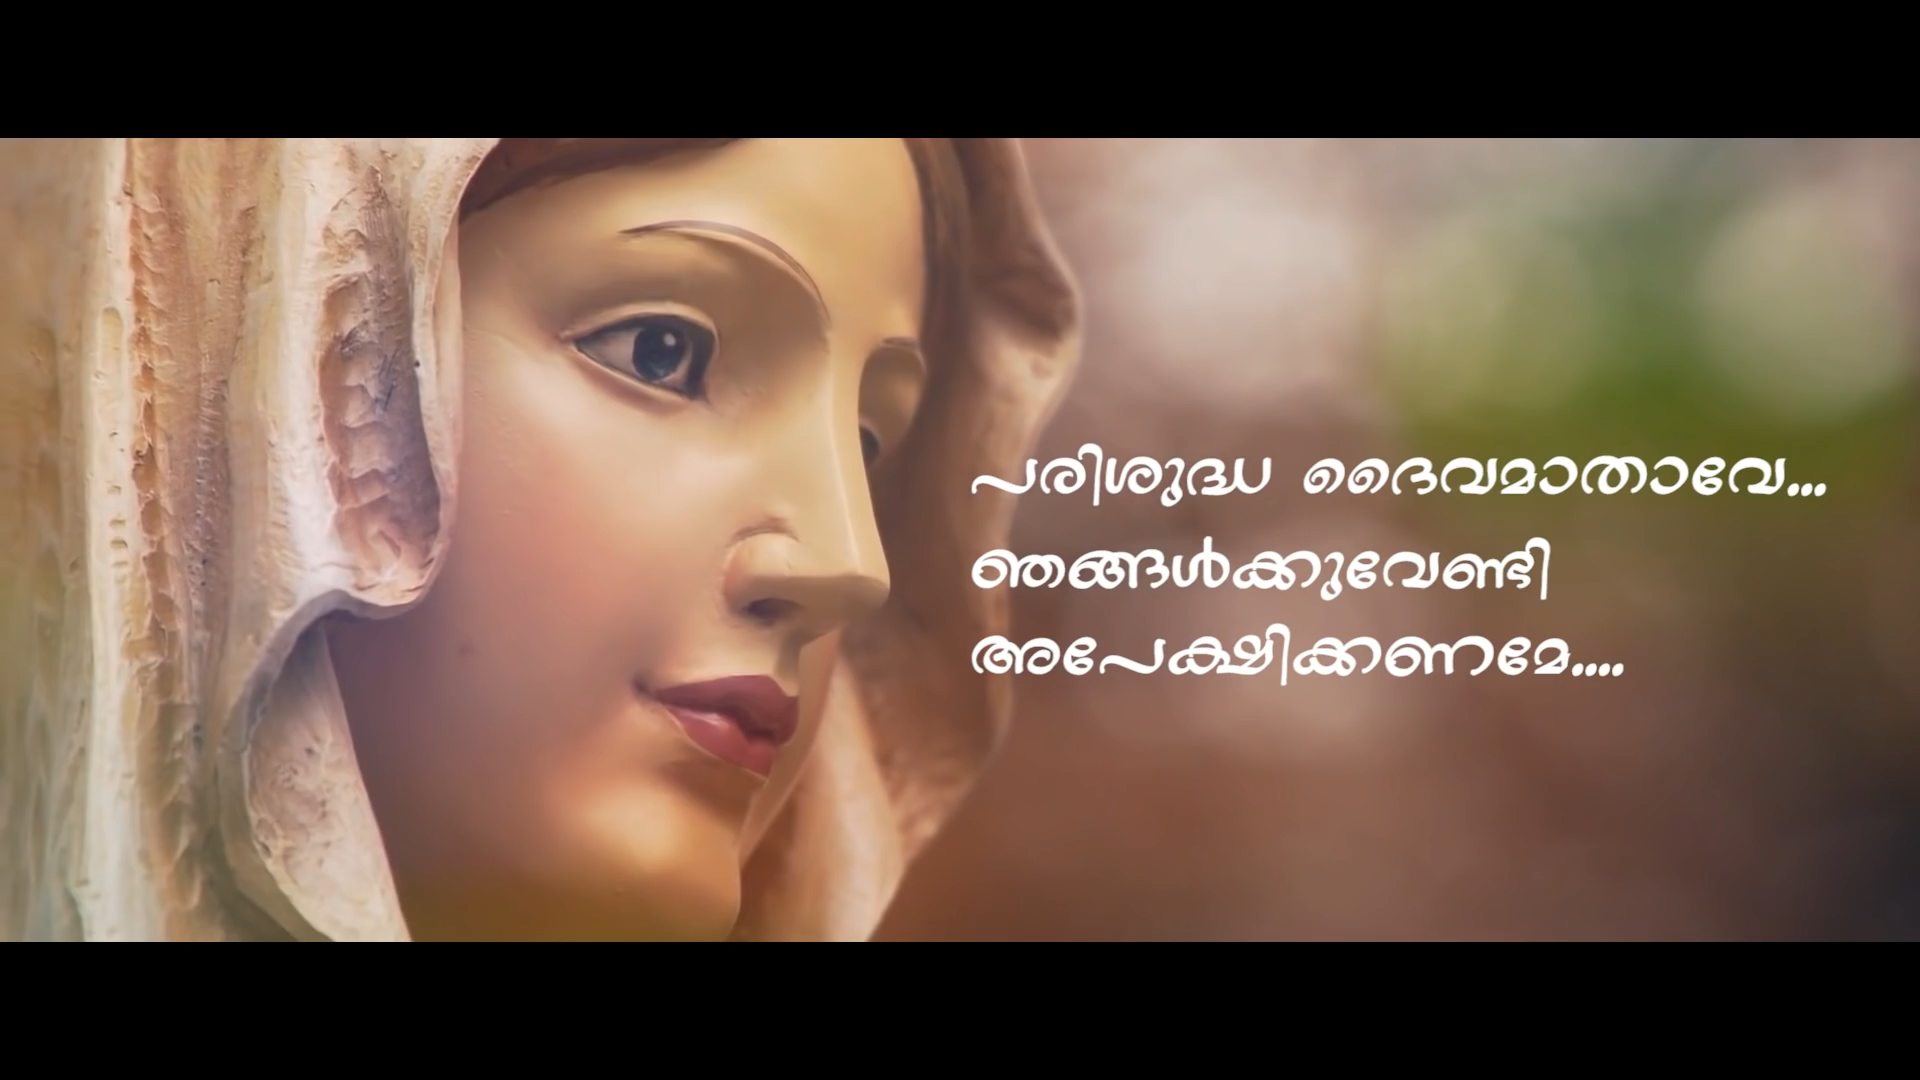 പരിശുദ്ധ ദൈവമാതാവേ...
ഞങ്ങൾക്കുവേണ്ടി
അപേക്ഷിക്കണമേ....